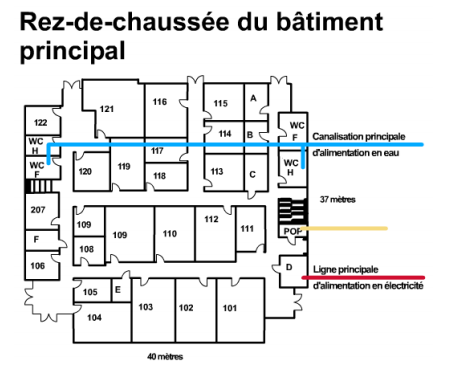 Rez-de-chaussée du bâtiment
principal
122
121
116
115
A
WC
F
WC
H
114
B
Canalisation principale
d'alimentation en eau
117
WC
F
120
119
118
113
C
WC
H
207
37 mètres
109
109
110
112
111
POP
F
108
106
D
Ligne principale
d'alimentation en électricité
105
E
104
103
102
101
40 mètres